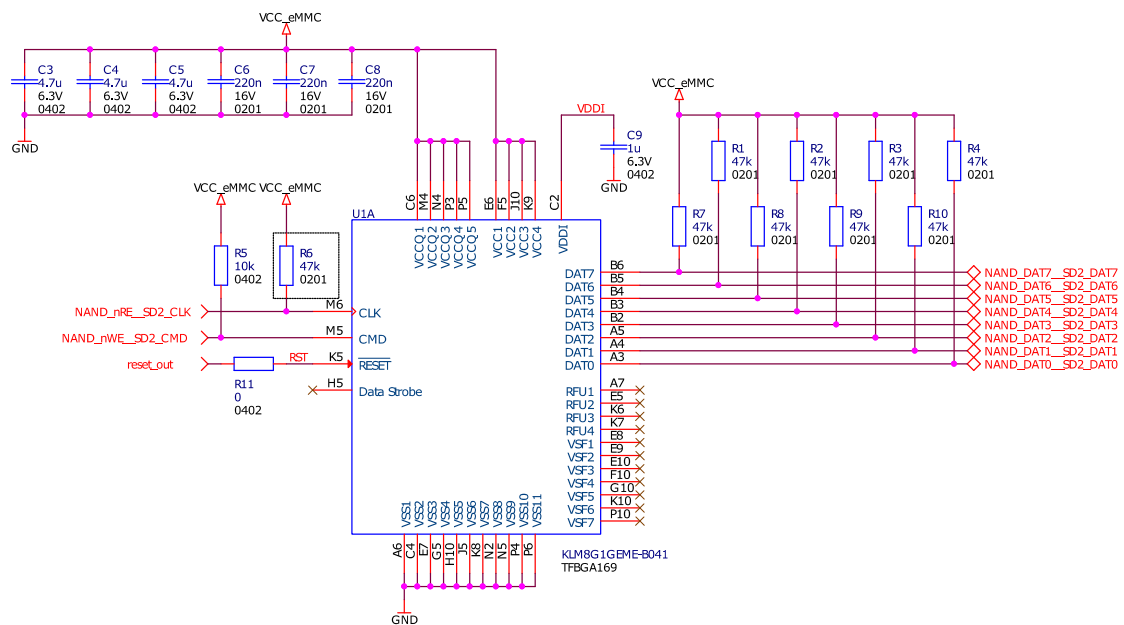 VCC_eMMC
C3
4.7u
6.3V
0402
C4
4.7u
6.3V
0402
C5
4.7u
6.3V
0402
C6
220n
16V
0201
C7
220n
16V
0201
C8
220n
16V
0201
GND
VDDI
C9
1u
6.3V
0402
GND
VCC_eMMC
R1
47k
0201
R2
47k
0201
R3
47k
0201
R4
47k
0201
R7
47k
0201
R8
47k
0201
R9
47k
0201
R10
47k
0201
VCC_eMMC
VCC_eMMC
R5
10k
0402
R6
47k
0201
C6
M4
N4
P3
P5
E6
F5
J10
K9
C2
U1A
VCCQ1
VCCQ2
VCCQ3
VCCQ4
VCCQ5
VCC1
VCC2
VCC3
VCC4
VDDI
NAND_nRE__SD2_CLK
M6
CLK
NAND_nWE__SD2_CMD
M5
CMD
reset_out
R11
0
0402
RST
K5
RESET
H5
Data Strobe
DAT7
B6
NAND_DAT7__SD2_DAT7
DAT6
B5
NAND_DAT6__SD2_DAT6
DAT5
B4
NAND_DAT5__SD2_DAT5
DAT4
B3
NAND_DAT4__SD2_DAT4
DAT3
B2
NAND_DAT3__SD2_DAT3
DAT2
A5
NAND_DAT2__SD2_DAT2
DAT1
A4
NAND_DAT1__SD2_DAT1
DAT0
A3
NAND_DAT0__SD2_DAT0
RFU1
A7
RFU2
E5
RFU3
K6
RFU4
K7
VSF1
E8
VSF2
E9
VSF3
E10
VSF4
F10
VSF5
G10
VSF6
K10
VSF7
P10
VSS1
VSS2
VSS3
VSS4
VSS5
VSS6
VSS7
VSS8
VSS9
VSS10
VSS11
A6
C4
E7
G5
H10
J5
K8
N2
N5
P4
P6
KLM8G1GEME-B041
TFBGA169
GND